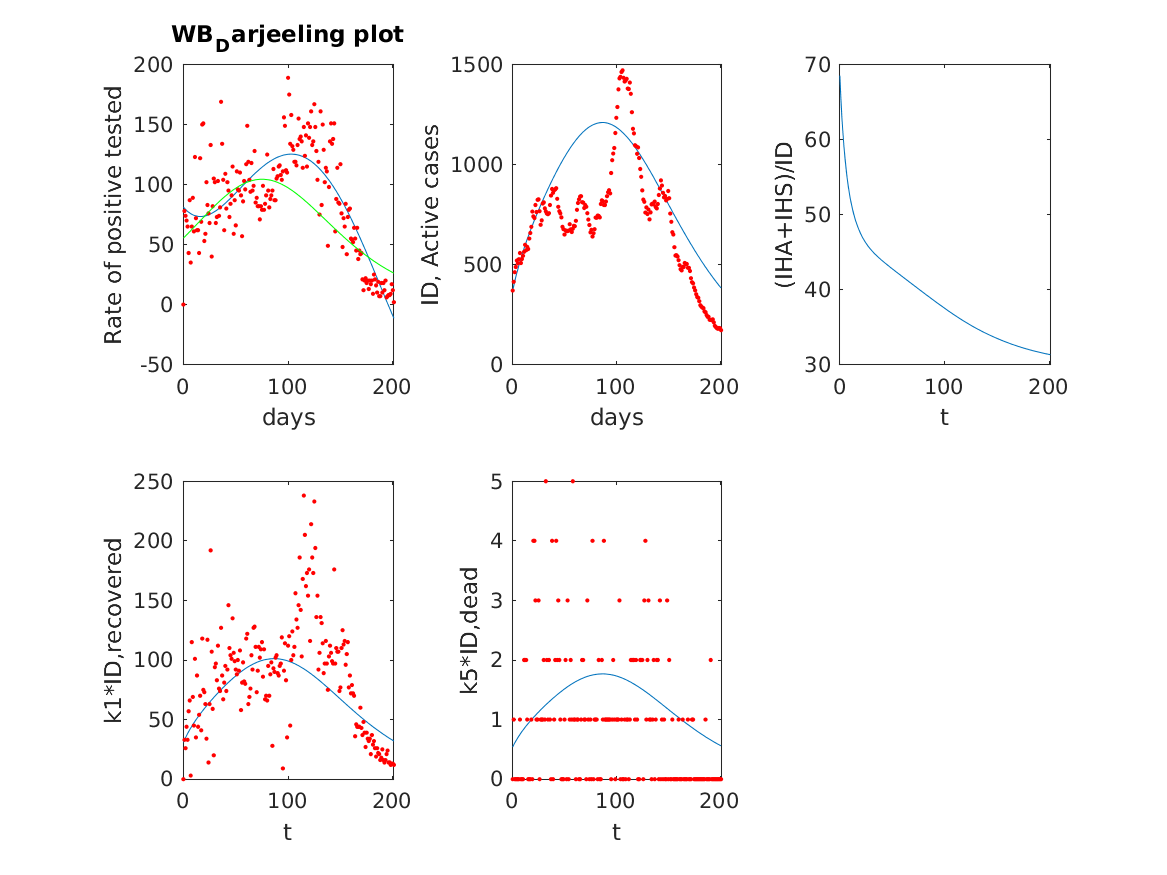 WB_Darjeeling plot
Rate of positive tested
200
150
100
50
0
-50
0 100 200
days
ID, Active cases
1500
1000
500
0
0 100 200
days
(IHA+IHS)/ID
70
60
50
40
30
0 100 200
t
k1*ID,recovered
250
200
150
100
50
0
0 100 200
t
k5*ID,dead
5
4
3
2
1
0
0 100 200
t